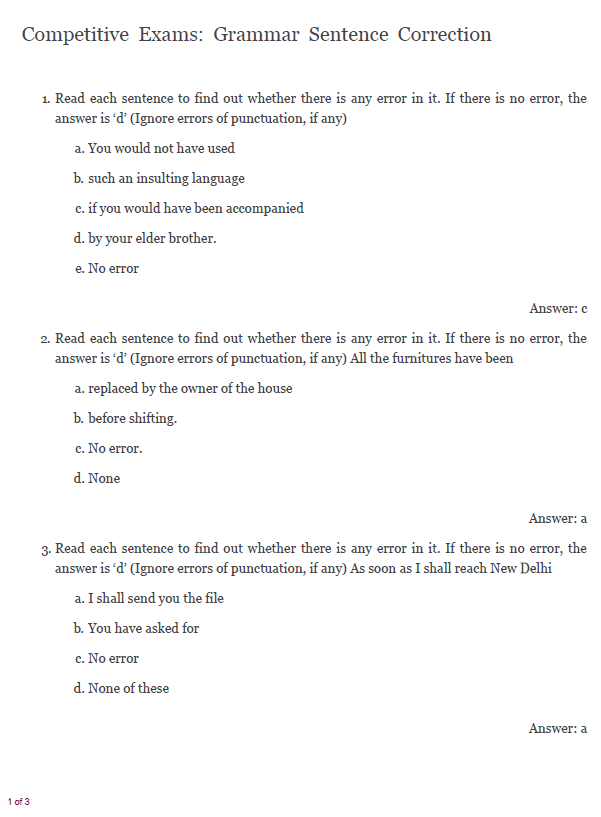 Competitive Exams: Grammar Sentence Correction
1. Read each sentence to find out whether there is any error in it. If there is no error, the
answer is ‘d’ (Ignore errors of punctuation, if any)
a. You would not have used
b. such an insulting language
c. if you would have been accompanied
d. by your elder brother.
e. No error
Answer: c
2. Read each sentence to find out whether there is any error in it. If there is no error, the
answer is ‘d’ (Ignore errors of punctuation, if any) All the furnitures have been
a. replaced by the owner of the house
b. before shifting.
c. No error.
d. None
Answer: a
3. Read each sentence to find out whether there is any error in it. If there is no error, the
answer is ‘d’ (Ignore errors of punctuation, if any) As soon as I shall reach New Delhi
a. I shall send you the file
b. You have asked for
c. No error
d. None of these
Answer: a
1 of 3